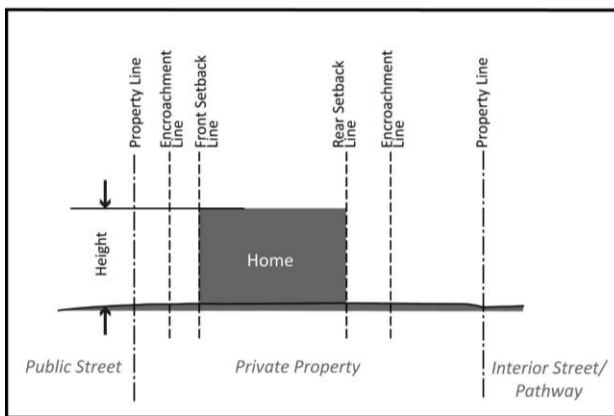 Property Line
Encroachment
Line
Front Setback
Line
Rear Setback
Line
Encroachment
Line
Property Line
Height
Home
Public Street
Private Property
Interior Street/
Pathway